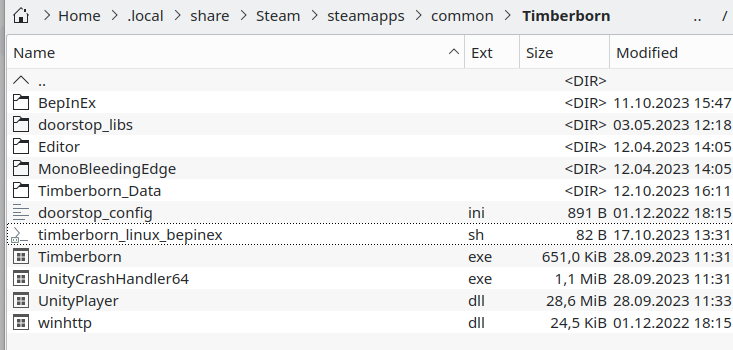 Home > .local > share > Steam > steamapps > common > Timberborn .. /
Name Ext Size Modified
.. <DIR>
BepInEx <DIR> 11.10.2023 15:47
doorstop_libs <DIR> 03.05.2023 12:18
Editor <DIR> 12.04.2023 14:05
MonoBleedingEdge <DIR> 12.04.2023 14:05
Timberborn_Data <DIR> 12.10.2023 16:11
doorstop_config ini 891 B 01.12.2022 18:15
timberborn_linux_bepinex sh 82 B 17.10.2023 13:31
Timberborn exe 651,0 KiB 28.09.2023 11:31
UnityCrashHandler64 exe 1,1 MiB 28.09.2023 11:31
UnityPlayer dll 28,6 MiB 28.09.2023 11:33
winhttp dll 24,5 KiB 01.12.2022 18:15